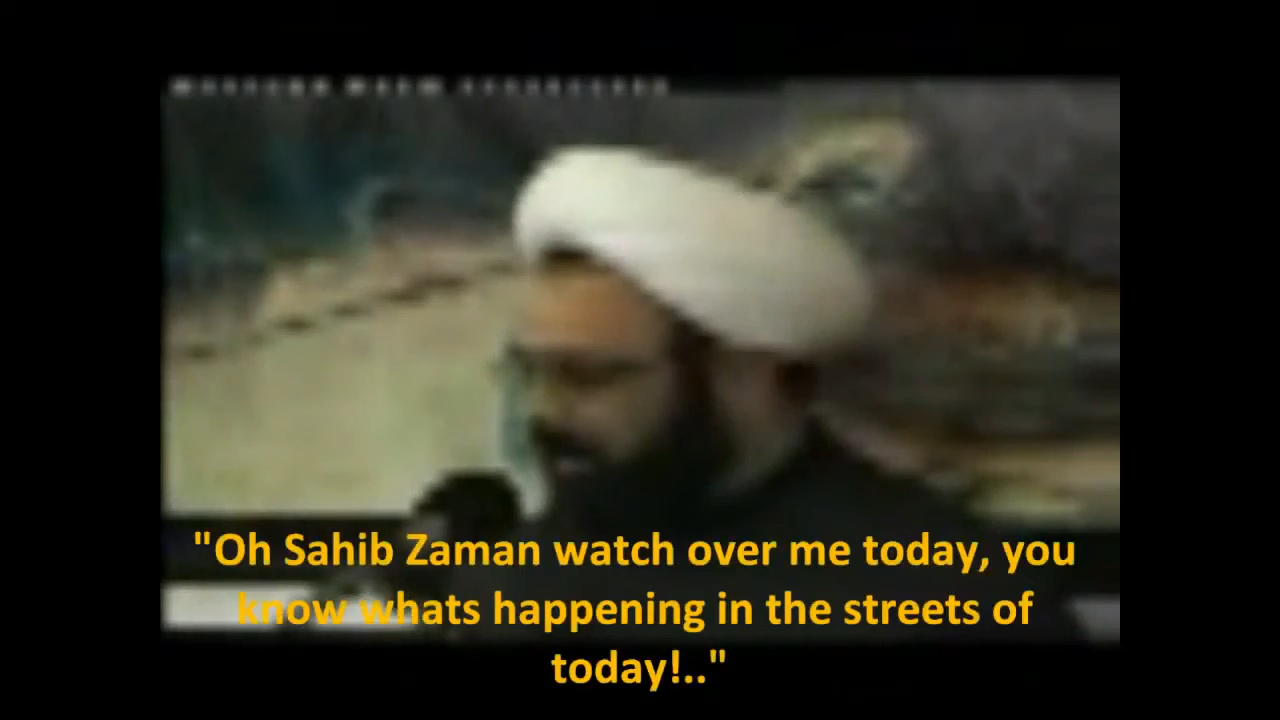 "Oh Sahib Zaman watch over me today, you
know whats happening in the streets of
today!.."